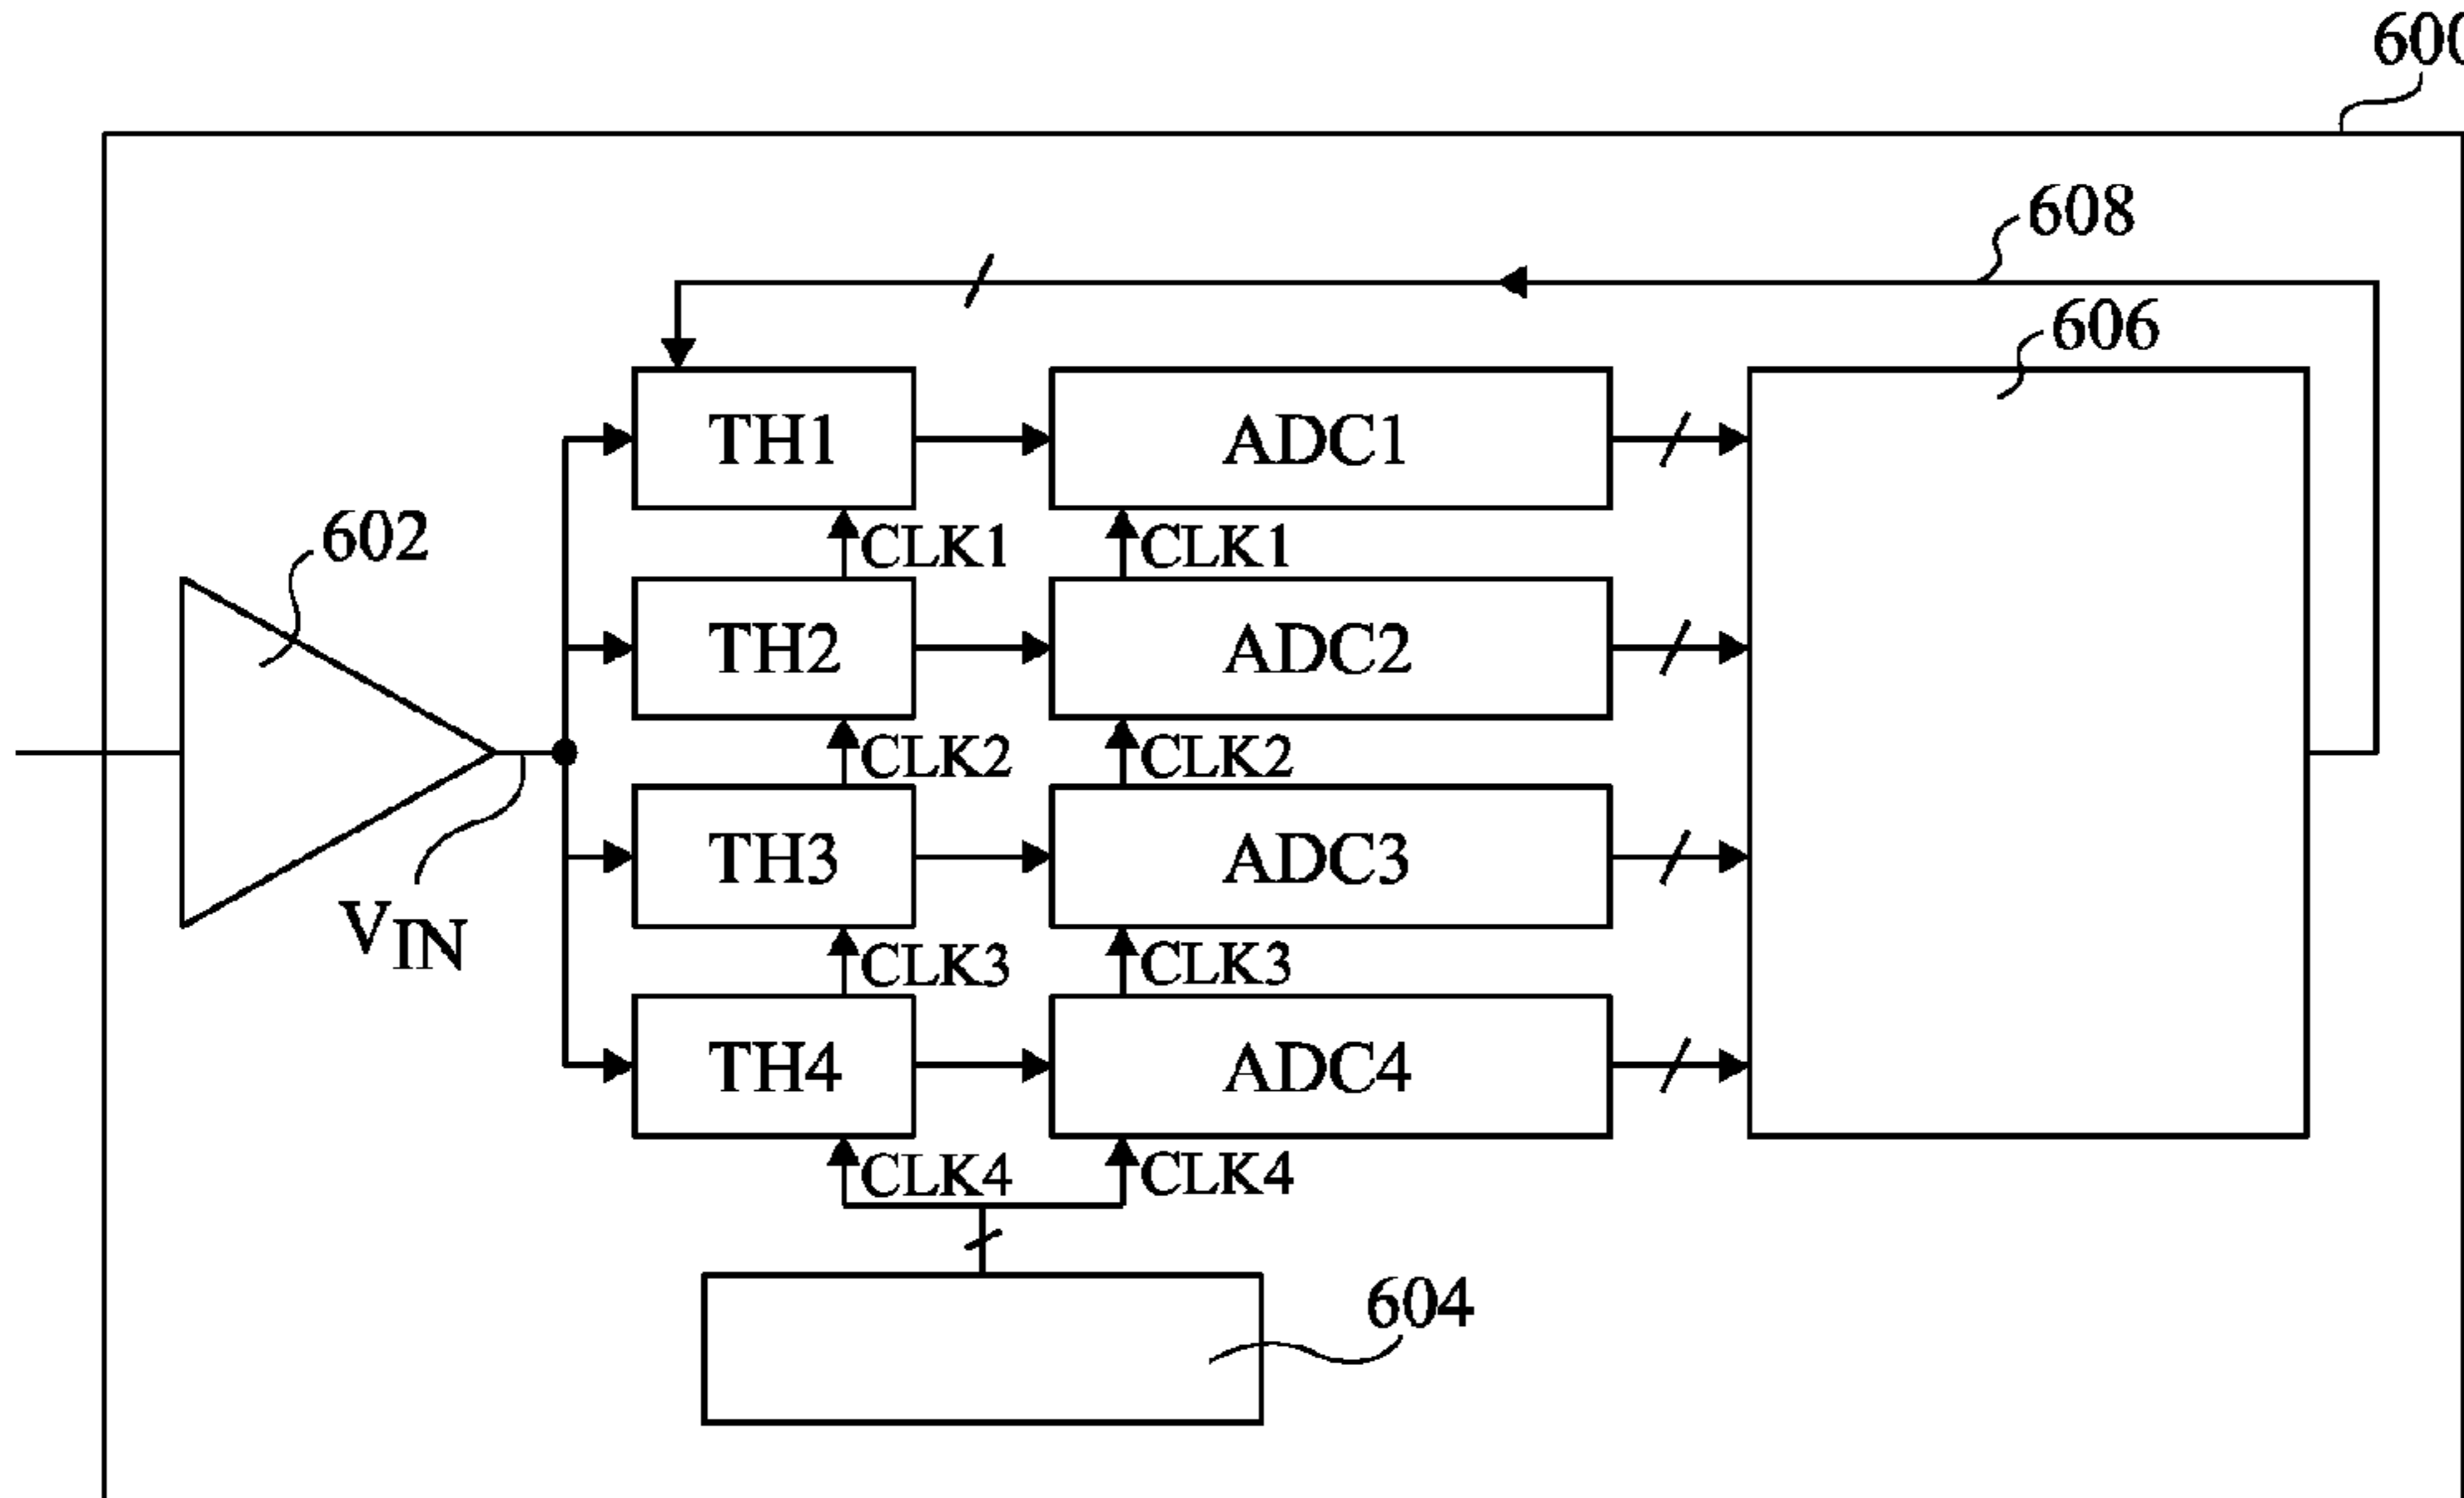 600
608
606
TH1 ADC1
602
CLK1 CLK1
TH2 ADC2
CLK2 CLK2
TH3 ADC3
VIN
CLK3 CLK3
TH4 ADC4
CLK4 CLK4
604